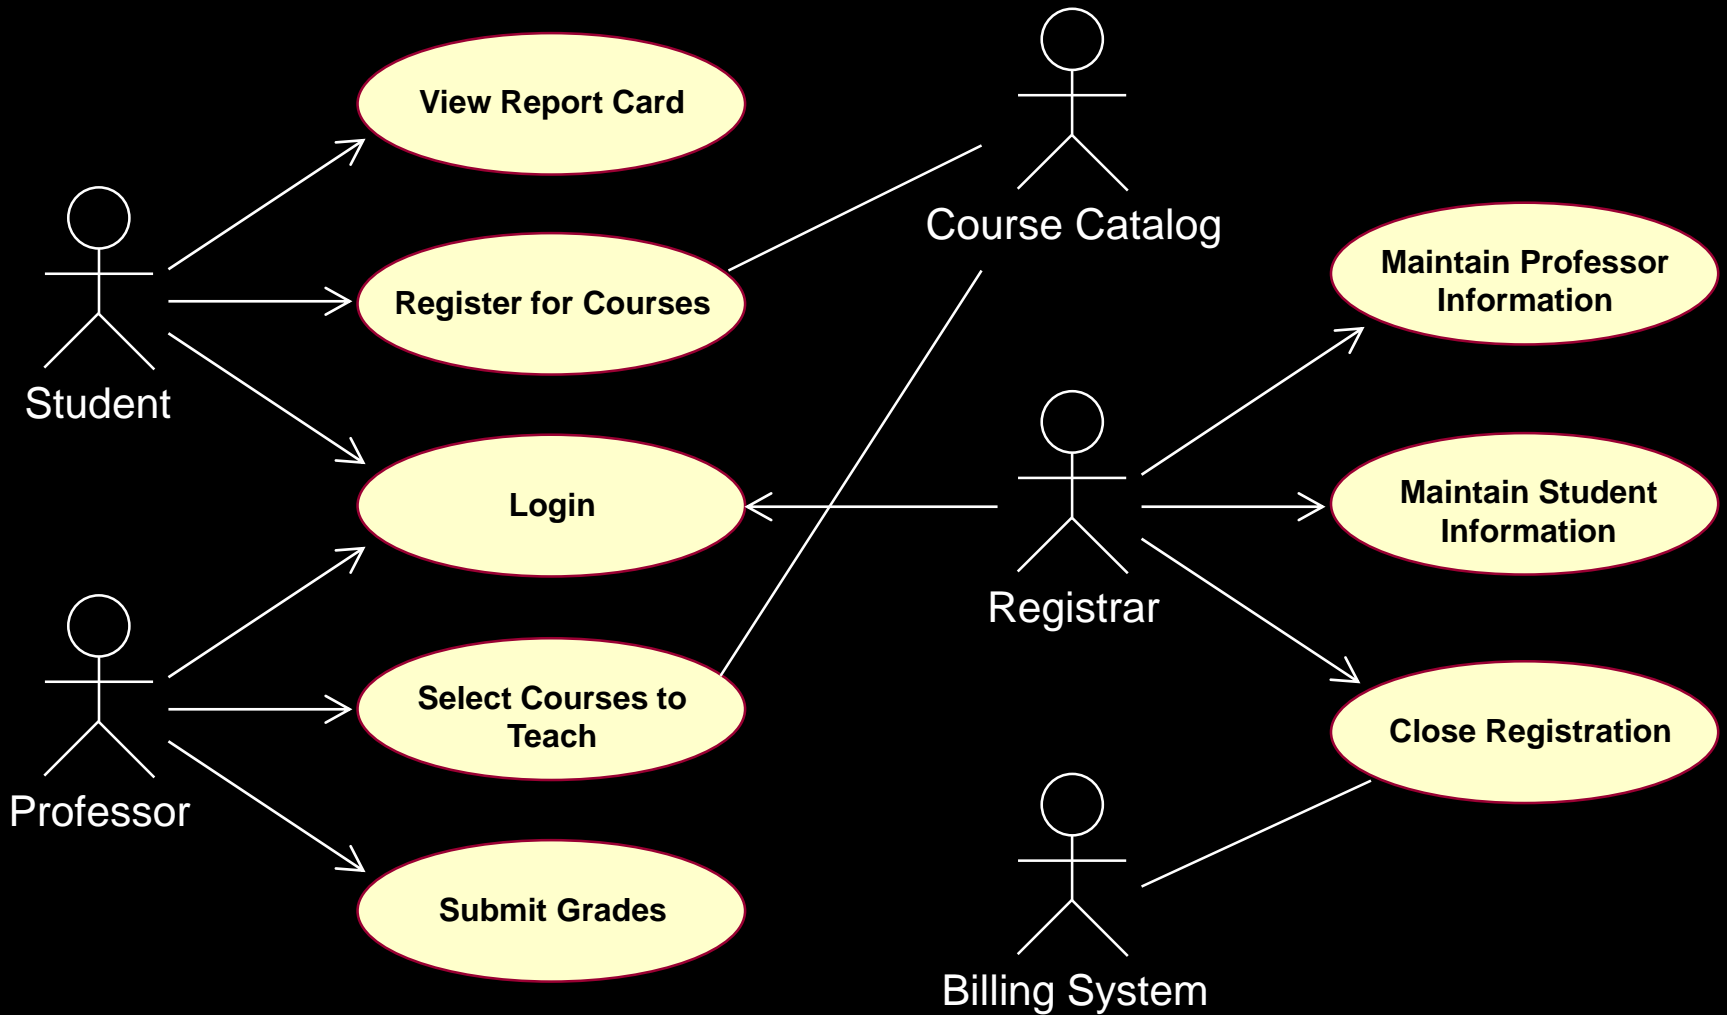 View Report Card
Course Catalog
Maintain Professor
Information
Register for Courses
Student
Login
Maintain Student
Information
Registrar
Select Courses to
Teach
Close Registration
Professor
Submit Grades
Billing System